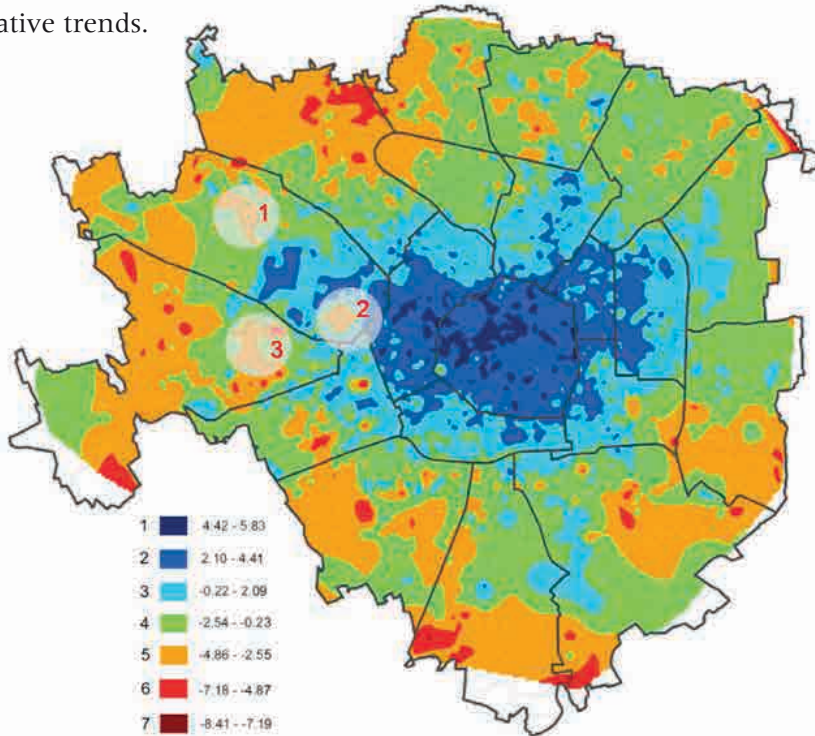 ative trends.
1
2
3
1 4.42 - 5.83
2 2.10 - 4.41
3 -0.22 - 2.09
4 -2.54 - -0.23
5 -4.86 - -2.55
6 -7.18 - -4.87
7 -8.41 - -7.19